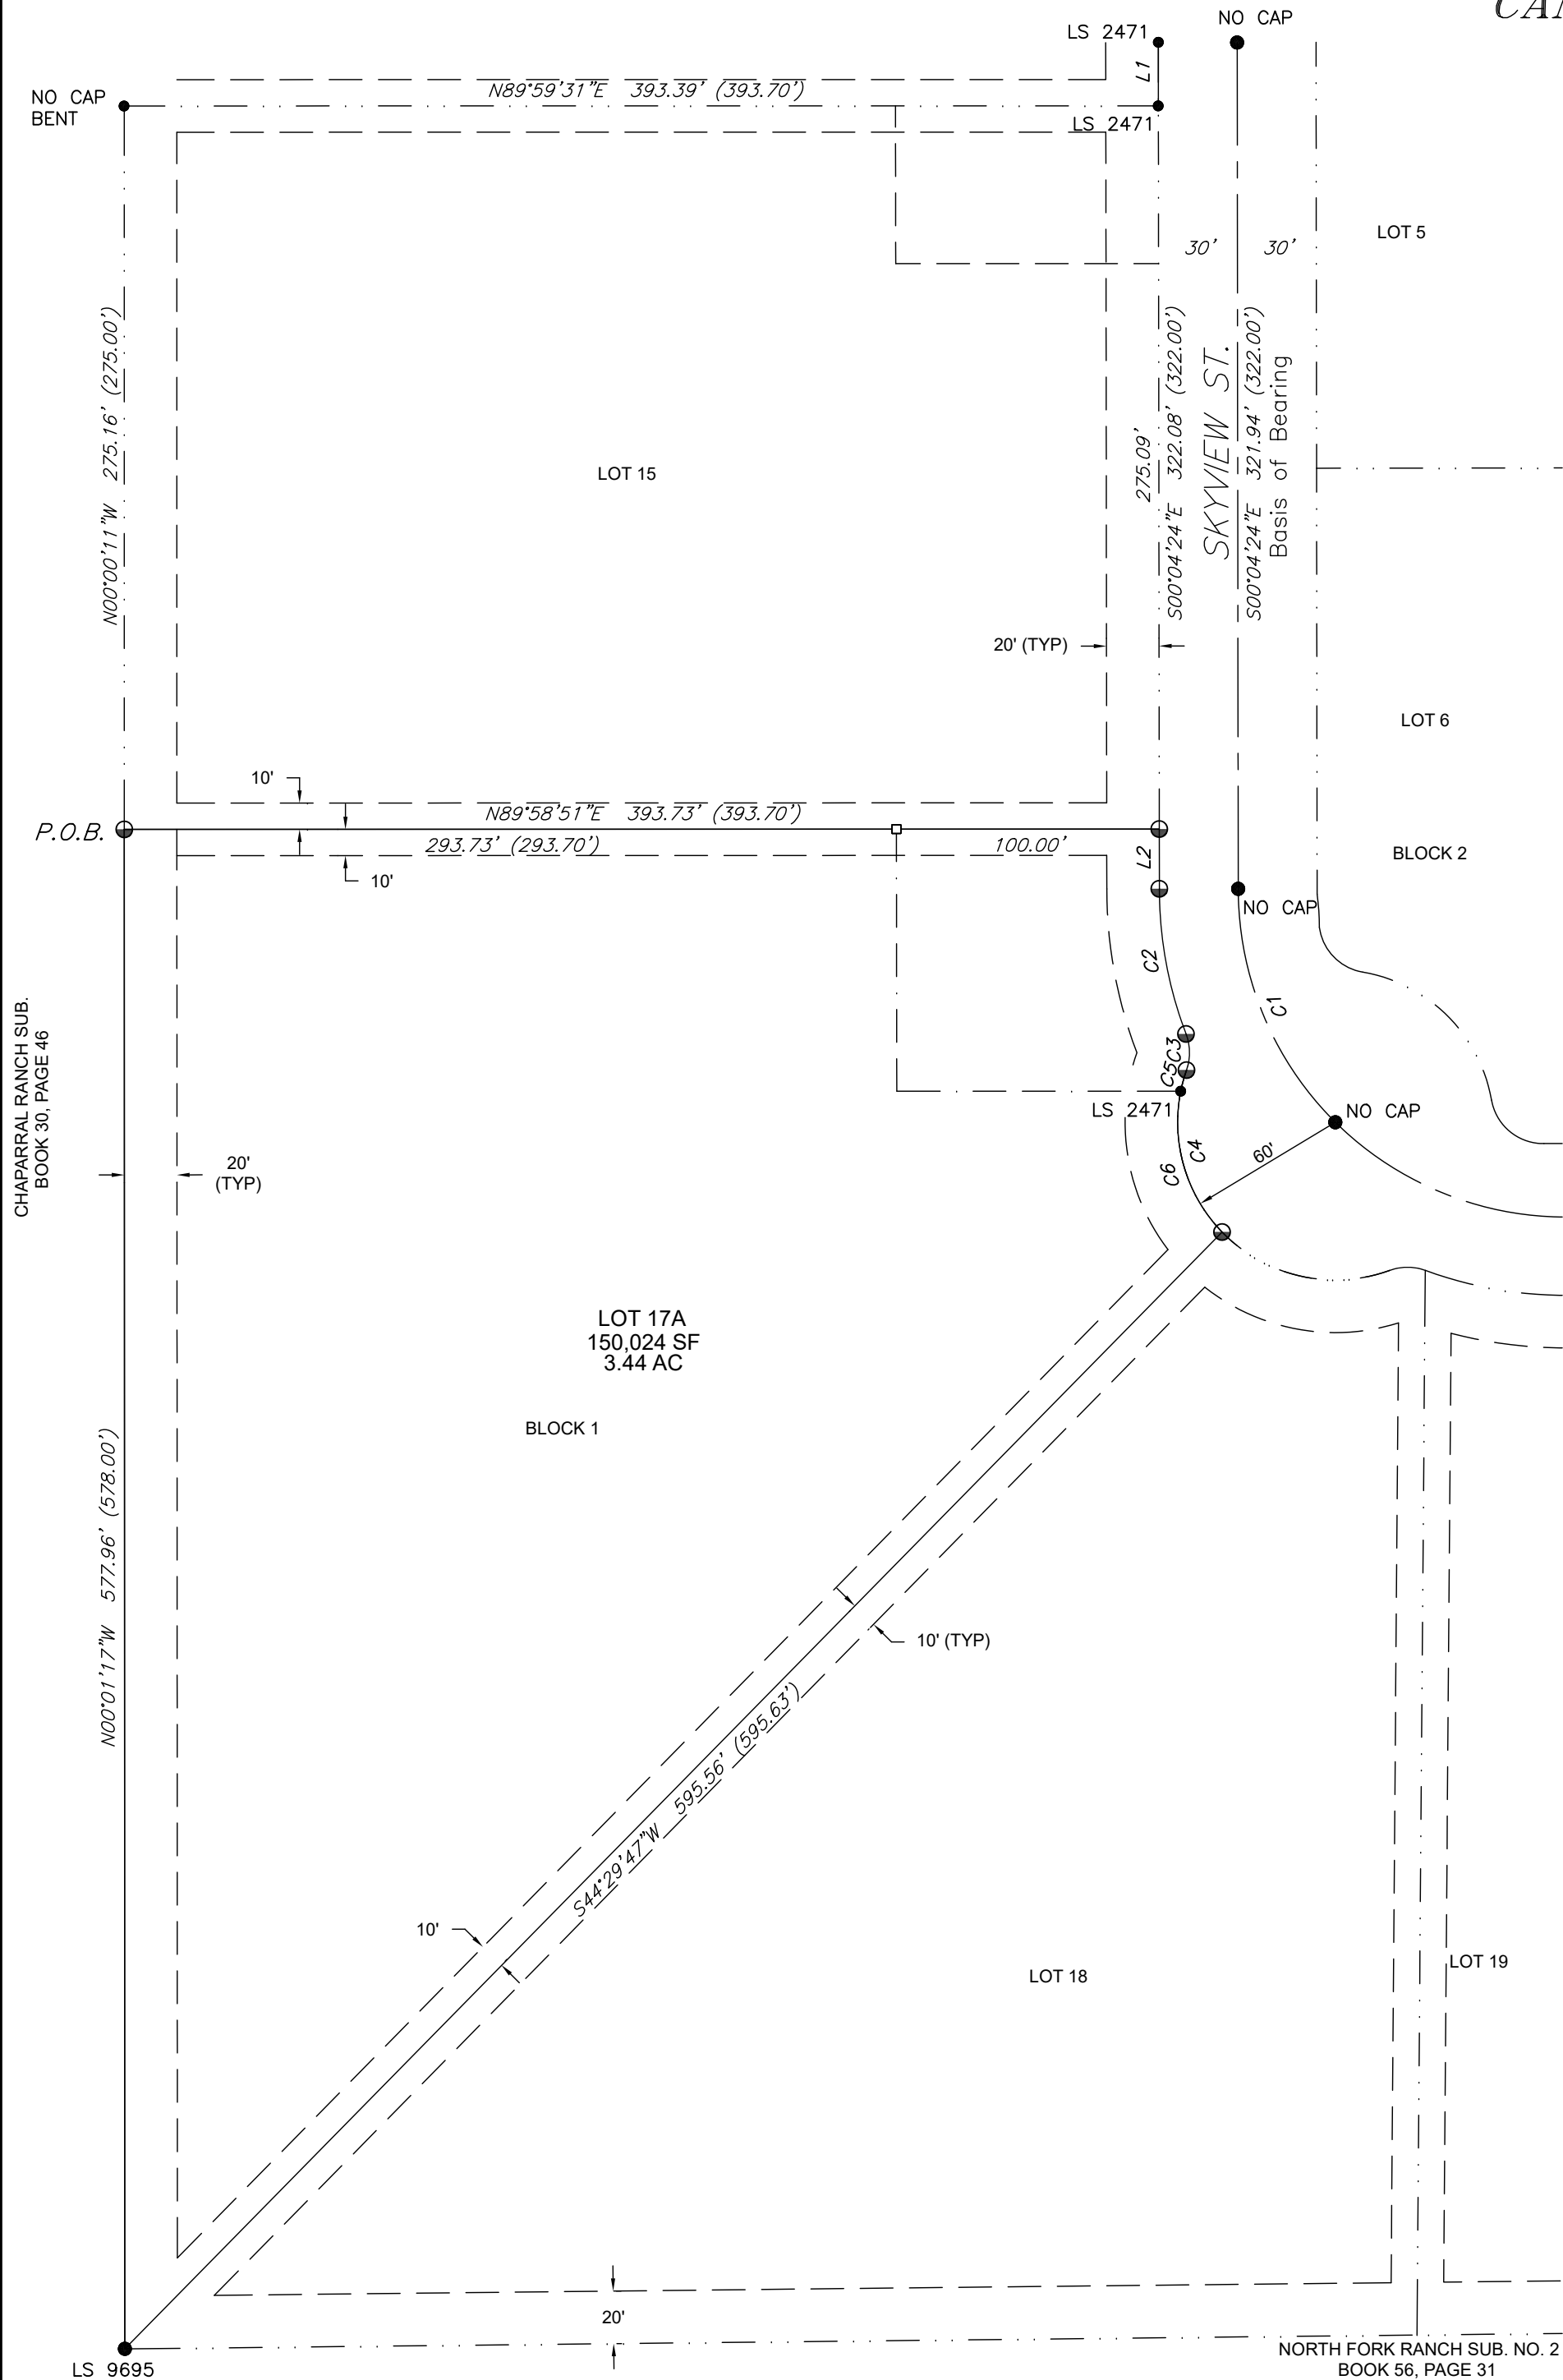 CAN
NO CAP
LS 2471
L1
NO CAP
BENT
N89°59'31"E 393.39' (393.70')
LS 2471
LOT 5
30'
30'
N00°00'11"W 275.16' (275.00')
LOT 15
275.09'
S00°04'24"E 322.08' (322.00')
SKYVIEW ST.
S00°04'24"E 321.94' (322.00')
Basis of Bearing
20' (TYP)
LOT 6
10'
N89°58'51"E 393.73' (393.70')
P.O.B.
293.73' (293.70')
100.00'
L2
10'
BLOCK 2
NO CAP
C2
C1
C3
C5
LS 2471
NO CAP
C4
C6
60'
CHAPARRAL RANCH SUB.
BOOK 30, PAGE 46
20'
(TYP)
LOT 17A
150,024 SF
3.44 AC
BLOCK 1
N00°01'17"W 577.96' (578.00')
10' (TYP)
S44°29'47"W 595.56' (595.63')
10'
LOT 18
LOT 19
20'
LS 9695
NORTH FORK RANCH SUB. NO. 2
BOOK 56, PAGE 31